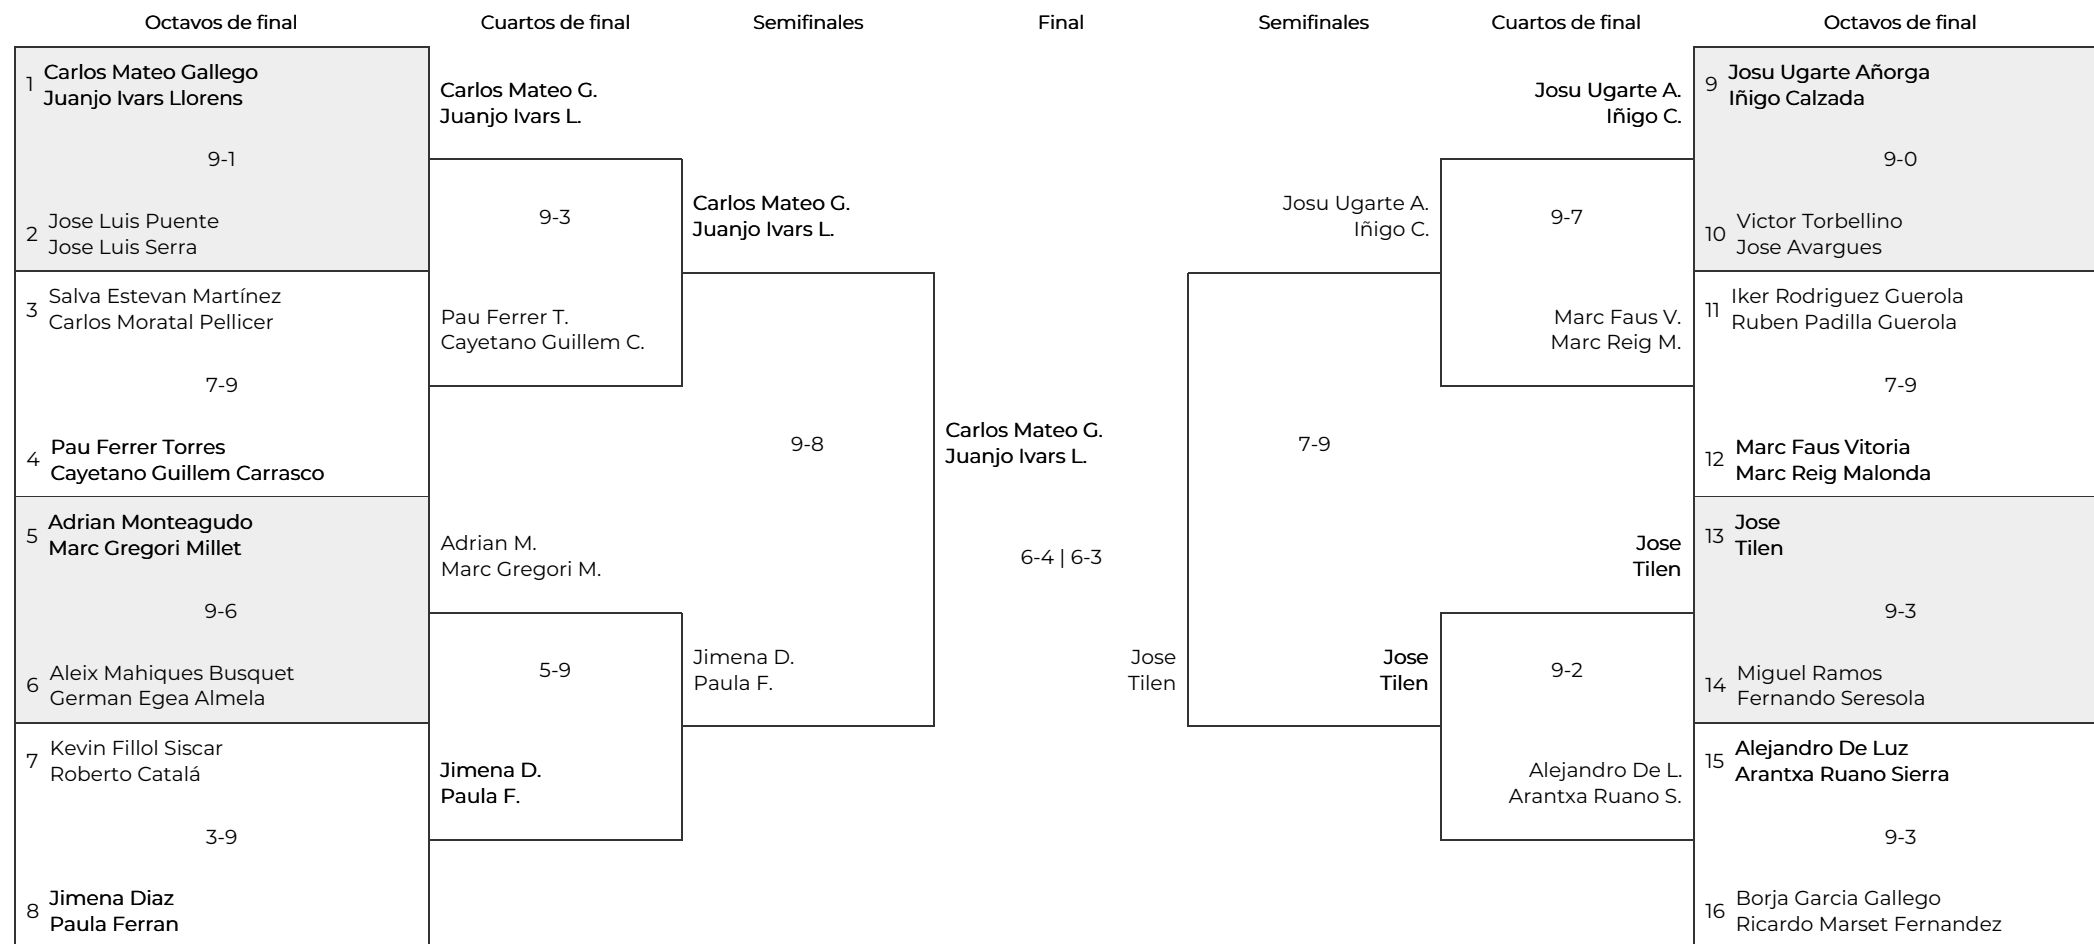 Octavos de final
Cuartos de final
Semifinales
Final
Semifinales
Cuartos de final
Octavos de final
1
Carlos Mateo Gallego
Juanjo Ivars Llorens
9-1
2
Jose Luis Puente
Jose Luis Serra
3
Salva Estevan Martínez
Carlos Moratal Pellicer
7-9
4
Pau Ferrer Torres
Cayetano Guillem Carrasco
5
Adrian Monteagudo
Marc Gregori Millet
9-6
6
Aleix Mahiques Busquet
German Egea Almela
7
Kevin Fillol Siscar
Roberto Catalá
3-9
8
Jimena Diaz
Paula Ferran
Carlos Mateo G.
Juanjo Ivars L.
9-3
Pau Ferrer T.
Cayetano Guillem C.
Adrian M.
Marc Gregori M.
5-9
Jimena D.
Paula F.
Carlos Mateo G.
Juanjo Ivars L.
9-8
Jimena D.
Paula F.
Carlos Mateo G.
Juanjo Ivars L.
6-4 | 6-3
Jose
Tilen
Josu Ugarte A.
Iñigo C.
7-9
Jose
Tilen
Josu Ugarte A.
Iñigo C.
9-7
Marc Faus V.
Marc Reig M.
Jose
Tilen
9-2
Alejandro De L.
Arantxa Ruano S.
9
Josu Ugarte Añorga
Iñigo Calzada
9-0
10
Victor Torbellino
Jose Avargues
11
Iker Rodriguez Guerola
Ruben Padilla Guerola
7-9
12
Marc Faus Vitoria
Marc Reig Malonda
13
Jose
Tilen
9-3
14
Miguel Ramos
Fernando Seresola
15
Alejandro De Luz
Arantxa Ruano Sierra
9-3
16
Borja Garcia Gallego
Ricardo Marset Fernandez